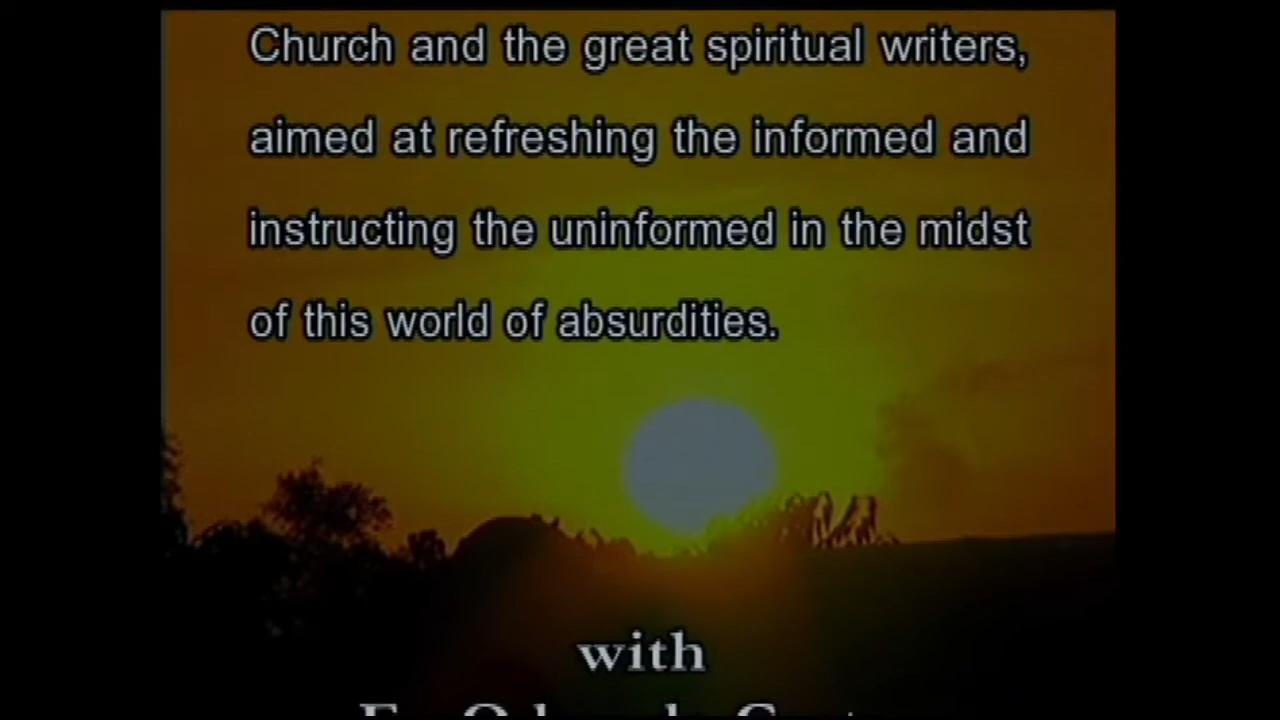 Church and the great spiritual writers,
aimed at refreshing the informed and
instructing the uninformed in the midst
of this world of absurdities.
with